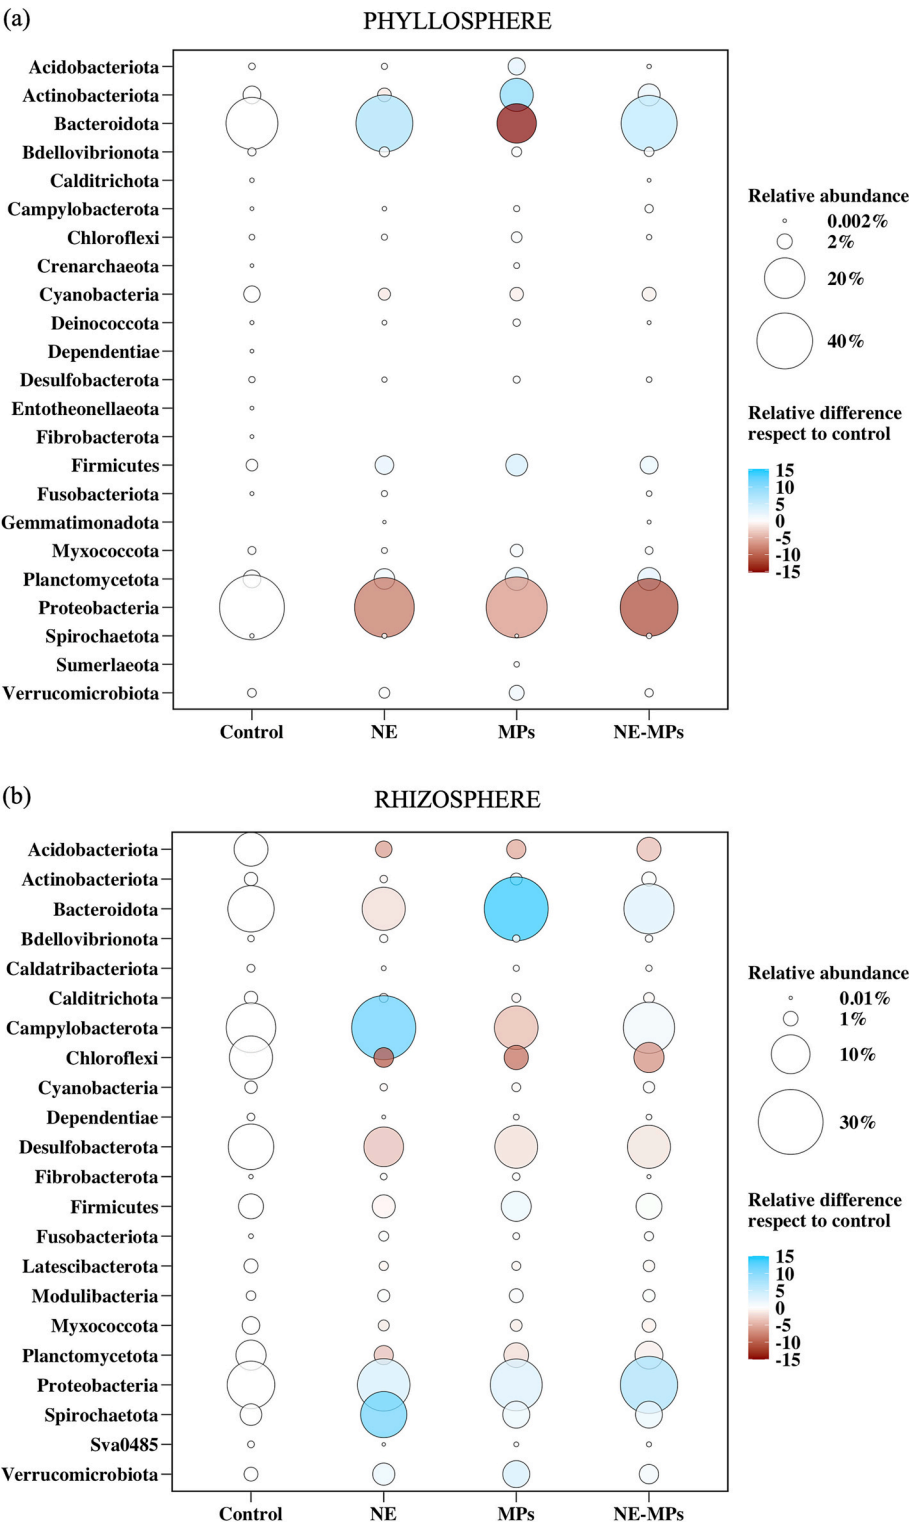 (a)
PHYLLOSPHERE
Acidobacteriota
Actinobacteriota
Bacteroidota
Bdellovibrionota
Calditrichota
Campylobacterota
Chloroflexi
Crenarchaeota
Cyanobacteria
Deinococcota
Dependentiae
Desulfobacterota
Entotheonellaeota
Fibrobacterota
Firmicutes
Fusobacteriota
Gemmatimonadota
Myxococcota
Planctomycetota
Proteobacteria
Spirochaetota
Sumerlaeota
Verrucomicrobiota
Control NE MPs NE-MPs
Relative abundance
0.002%
2%
20%
40%
Relative difference
respect to control
15
10
5
0
-5
-10
-15
(b)
RHIZOSPHERE
Acidobacteriota
Actinobacteriota
Bacteroidota
Bdellovibrionota
Caldatribacteriota
Calditrichota
Campylobacterota
Chloroflexi
Cyanobacteria
Dependentiae
Desulfobacterota
Fibrobacterota
Firmicutes
Fusobacteriota
Latescibacterota
Modulibacteria
Myxococcota
Planctomycetota
Proteobacteria
Spirochaetota
Sva0485
Verrucomicrobiota
Control NE MPs NE-MPs
Relative abundance
0.01%
1%
10%
30%
Relative difference
respect to control
15
10
5
0
-5
-10
-15